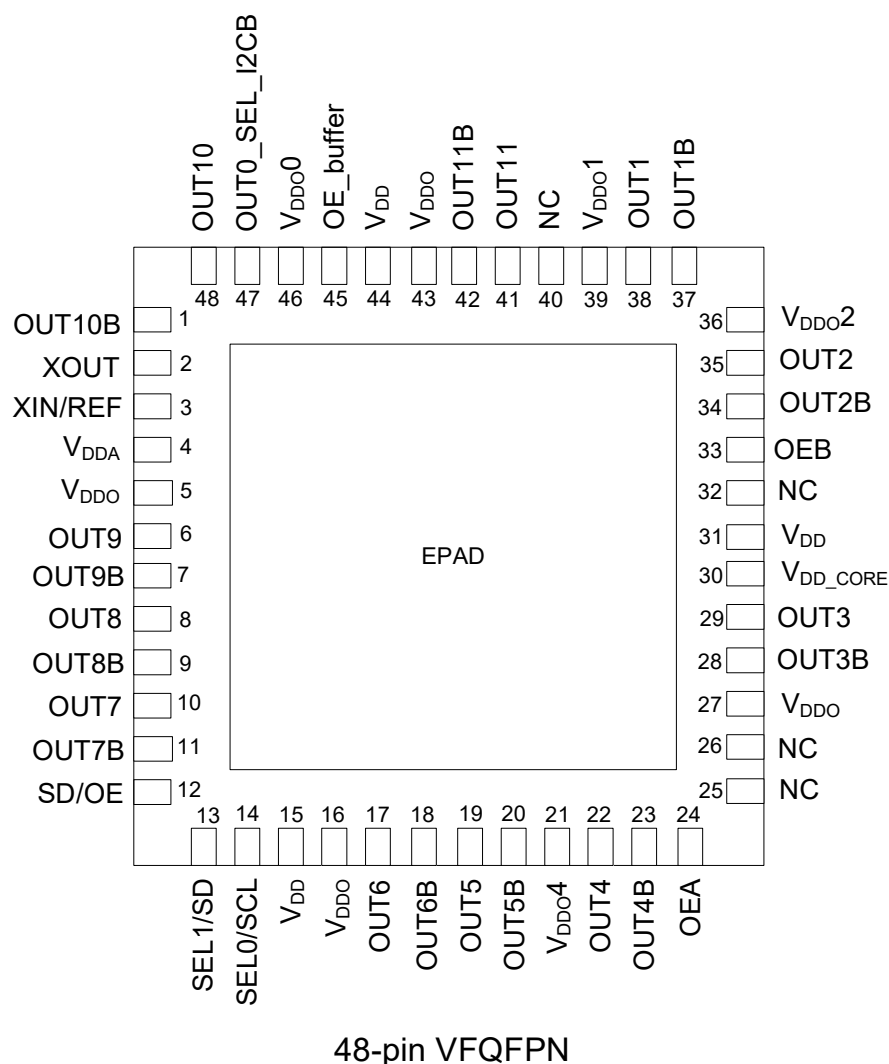 OUT10
OUT0_SEL_I2CB
VDDO0
OE_buffer
VDD
VDDO
OUT11B
OUT11
NC
VDDO1
OUT1
OUT1B
48
47
46
45
44
43
42
41
40
39
38
37
OUT10B 1
XOUT 2
XIN/REF 3
VDDA 4
VDDO 5
OUT9 6
OUT9B 7
OUT8 8
OUT8B 9
OUT7 10
OUT7B 11
SD/OE 12
EPAD
36 VDDO2
35 OUT2
34 OUT2B
33 OEB
32 NC
31 VDD
30 VDD_CORE
29 OUT3
28 OUT3B
27 VDDO
26 NC
25 NC
13
14
15
16
17
18
19
20
21
22
23
24
SEL1/SD
SEL0/SCL
VDD
VDDO
OUT6
OUT6B
OUT5
OUT5B
VDDO4
OUT4
OUT4B
OEA
48-pin VFQFPN